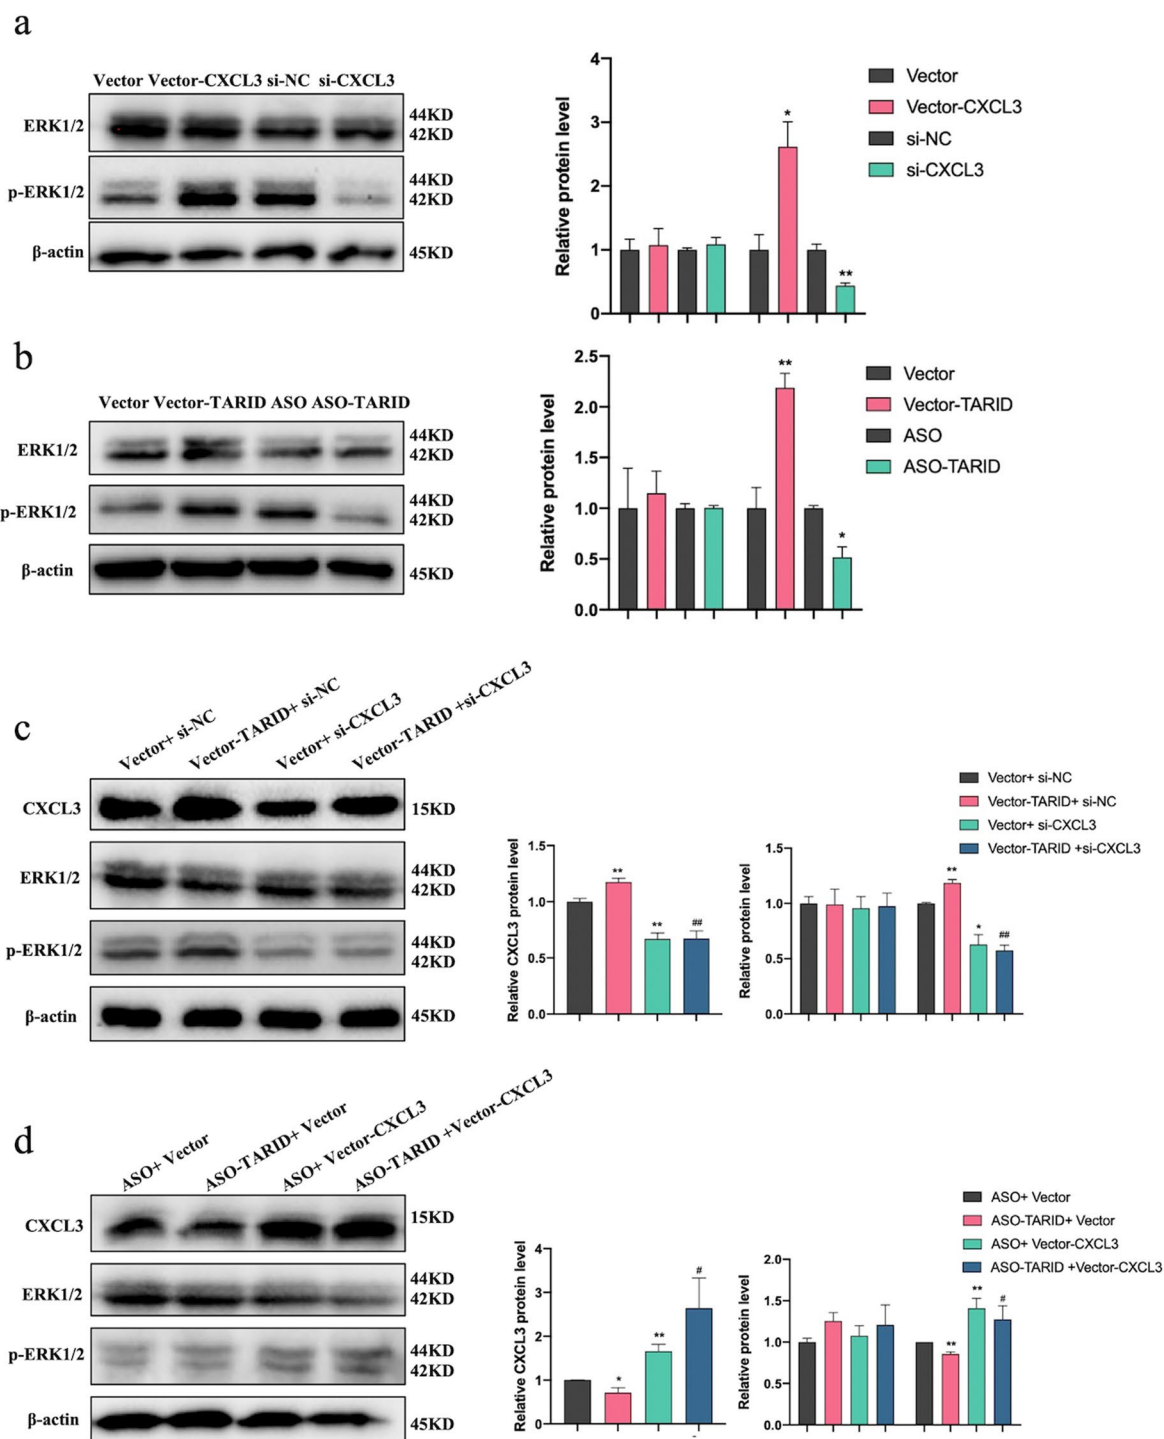 a
Vector Vector-CXCL3 si-NC si-CXCL3
ERK1/2
44KD
42KD
p-ERK1/2
44KD
42KD
β-actin
45KD
Relative protein level
4
3
2
1
0
*
**
Vector
Vector-CXCL3
si-NC
si-CXCL3
b
Vector Vector-TARID ASO ASO-TARID
ERK1/2
44KD
42KD
p-ERK1/2
44KD
42KD
β-actin
45KD
Relative protein level
2.5
2.0
1.5
1.0
0.5
0.0
**
*
Vector
Vector-TARID
ASO
ASO-TARID
c
Vector+ si-NC
Vector-TARID+ si-NC
Vector+ si-CXCL3
Vector-TARID +si-CXCL3
CXCL3
15KD
ERK1/2
44KD
42KD
p-ERK1/2
44KD
42KD
β-actin
45KD
Relative CXCL3 protein level
1.5
1.0
0.5
0.0
**
**
##
Relative protein level
1.5
1.0
0.5
0.0
**
*
##
Vector+ si-NC
Vector-TARID+ si-NC
Vector+ si-CXCL3
Vector-TARID +si-CXCL3
d
ASO+ Vector
ASO-TARID+ Vector
ASO+ Vector-CXCL3
ASO-TARID +Vector-CXCL3
CXCL3
15KD
ERK1/2
44KD
42KD
p-ERK1/2
44KD
42KD
β-actin
45KD
Relative CXCL3 protein level
4
3
2
1
0
*
**
#
Relative protein level
2.0
1.5
1.0
0.5
0.0
**
**
#
ASO+ Vector
ASO-TARID+ Vector
ASO+ Vector-CXCL3
ASO-TARID +Vector-CXCL3